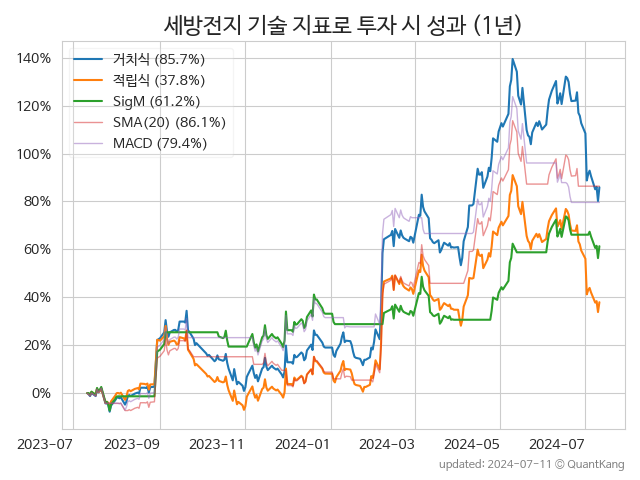 세방전지 기술 지표로 투자 시 성과 (1년)
거치식 (85.7%)
적립식 (37.8%)
SigM (61.2%)
SMA(20) (86.1%)
MACD (79.4%)
140%
120%
100%
80%
60%
40%
20%
0%
2023-07
2023-09
2023-11
2024-01
2024-03
2024-05
2024-07
updated: 2024-07-11 © QuantKang